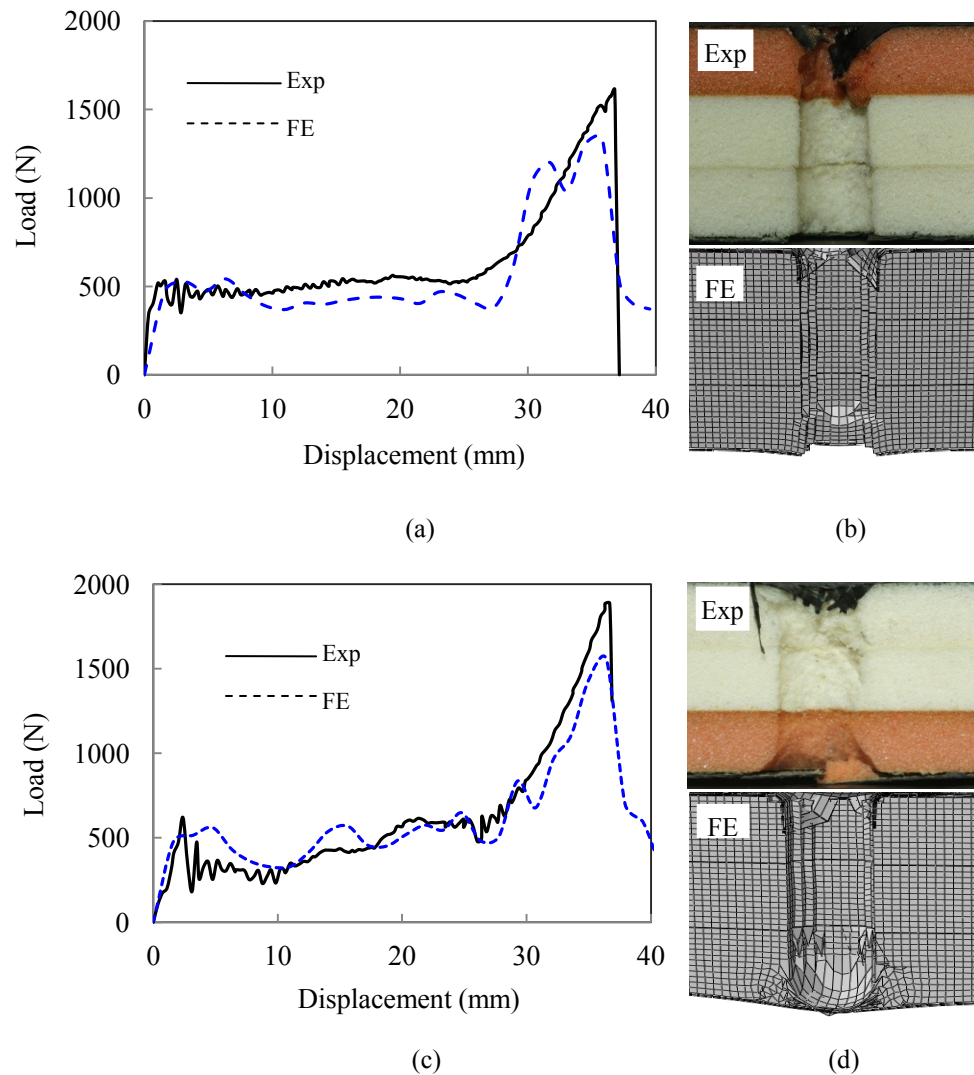 2000
1500
1000
500
0
Load (N)
Exp
FE
0
10
20
30
40
Displacement (mm)
(a)
Exp
FE
(b)
2000
1500
1000
500
0
Load (N)
Exp
FE
0
10
20
30
40
Displacement (mm)
(c)
Exp
FE
(d)